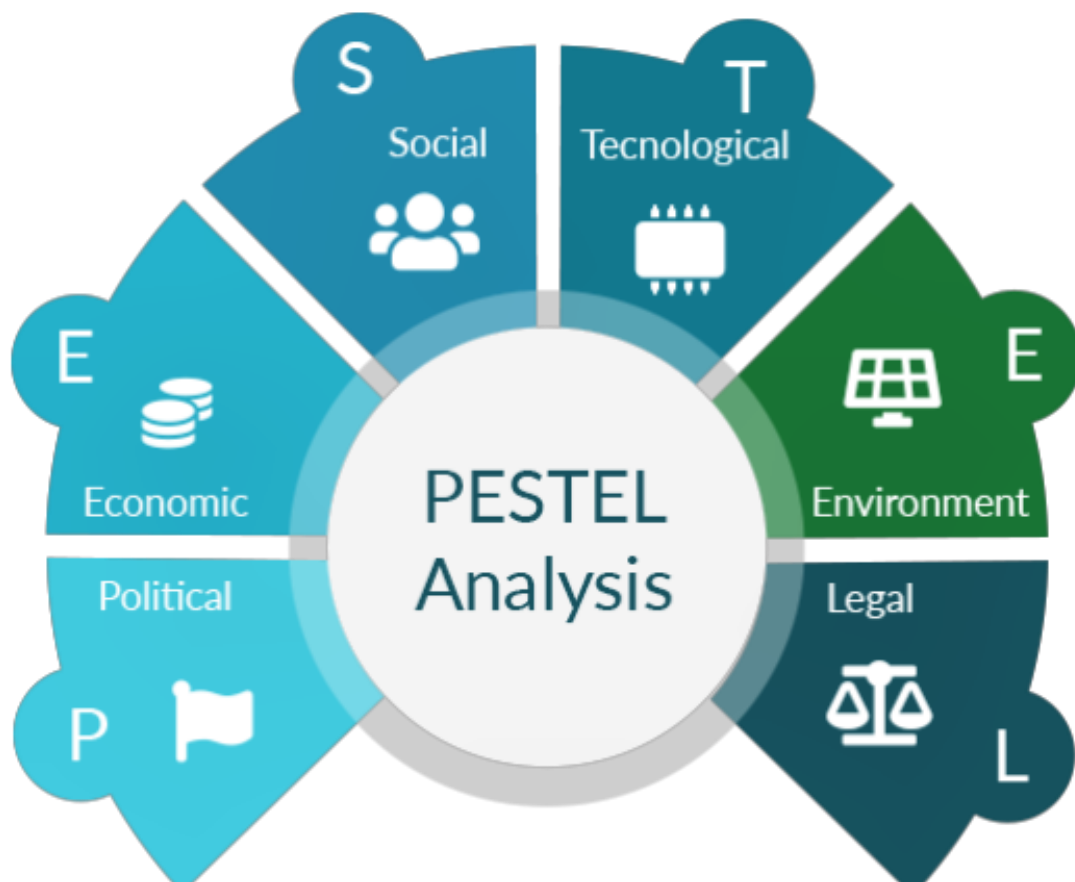 S
Social
T
Tecnological
E
Economic
E
Environment
PESTEL
Analysis
Political
P
Legal
L